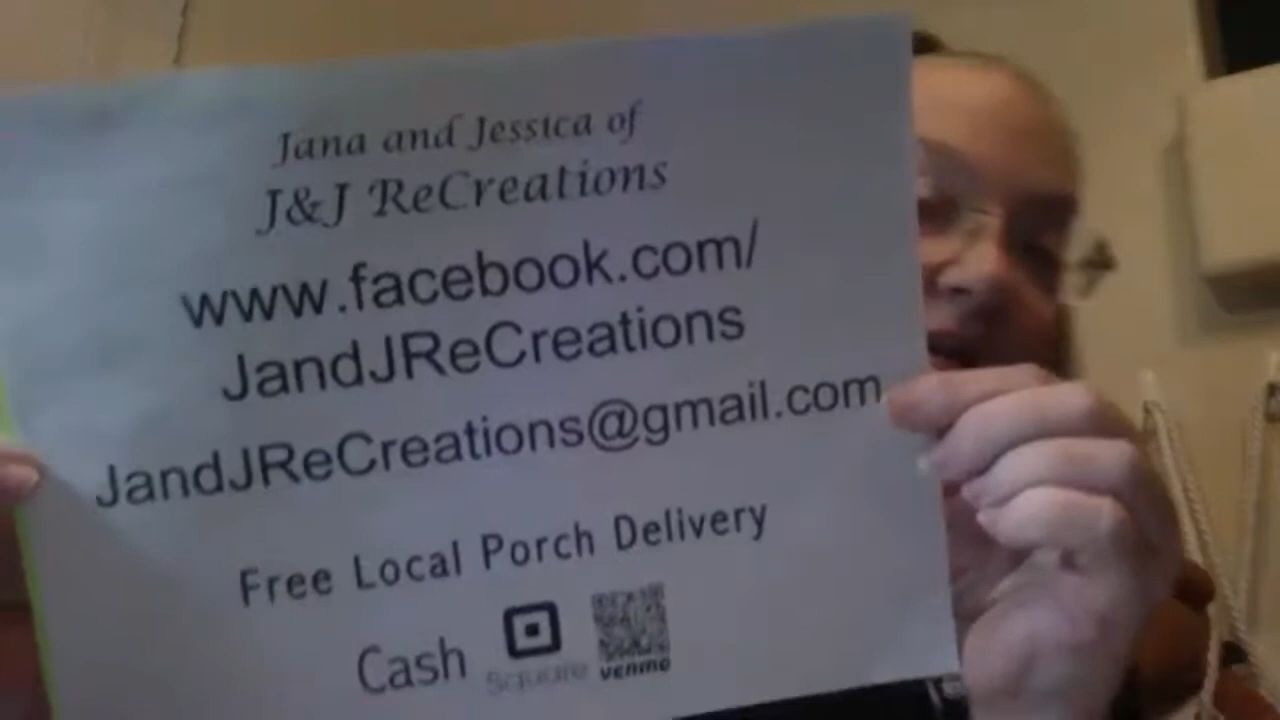 Jana and Jessica of
J&J ReCreations
www.facebook.com/
JandJReCreations
JandJReCreations@gmail.com
Free Local Porch Delivery
Cash Square venmo